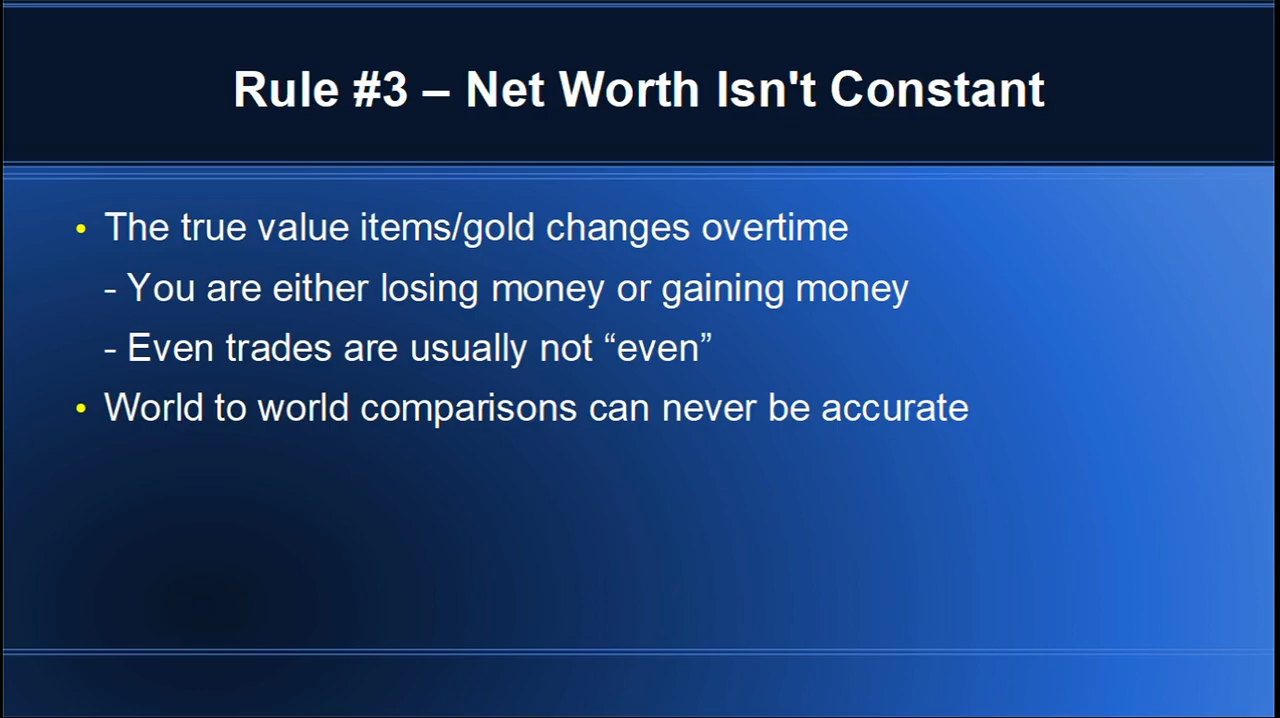 Rule #3 – Net Worth Isn't Constant
• The true value items/gold changes overtime
- You are either losing money or gaining money
- Even trades are usually not “even”
• World to world comparisons can never be accurate